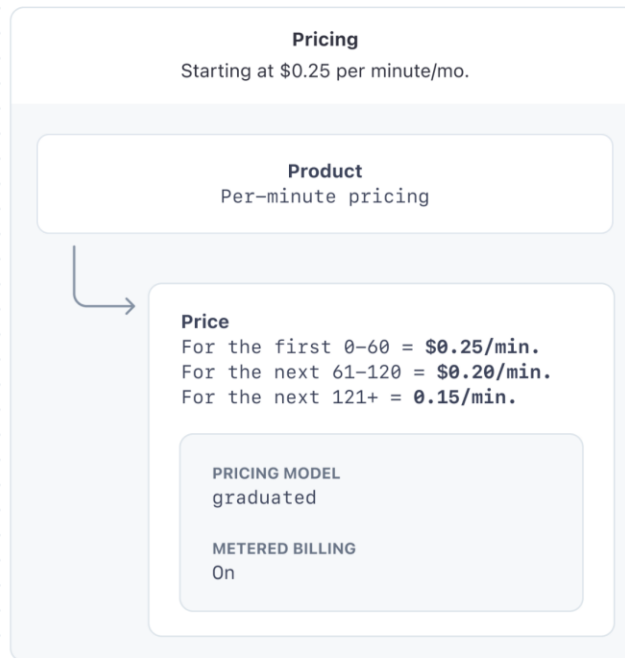 Pricing
Starting at $0.25 per minute/mo.
Product
Per-minute pricing
Price
For the first 0-60 = $0.25/min.
For the next 61-120 = $0.20/min.
For the next 121+ = 0.15/min.
PRICING MODEL
graduated
METERED BILLING
On